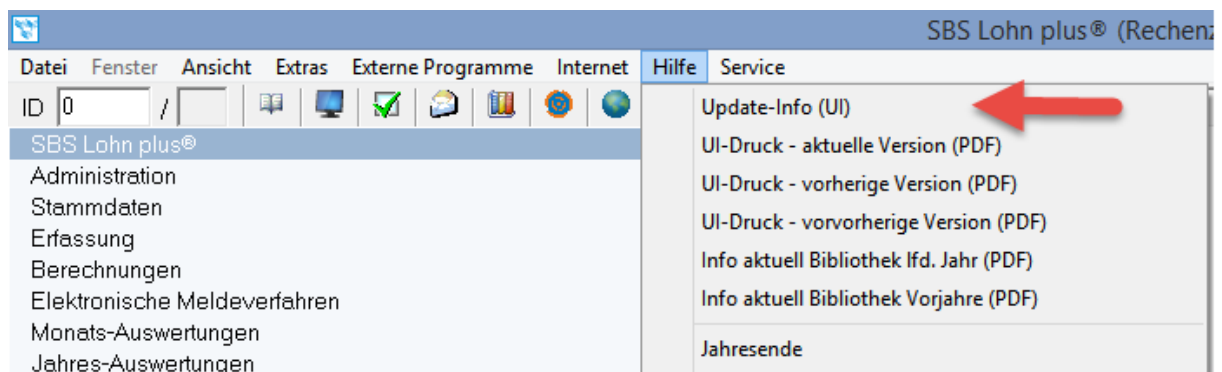 SBS Lohn plus® (Rechenz
Datei Fenster Ansicht Extras Externe Programme Internet Hilfe Service
ID 0 /
Update-Info (UI)
UI-Druck - aktuelle Version (PDF)
UI-Druck - vorherige Version (PDF)
UI-Druck - vorvorherige Version (PDF)
Info aktuell Bibliothek lfd. Jahr (PDF)
Info aktuell Bibliothek Vorjahre (PDF)
Jahresende
SBS Lohn plus®
Administration
Stammdaten
Erfassung
Berechnungen
Elektronische Meldeverfahren
Monats-Auswertungen
Jahres-Auswertungen